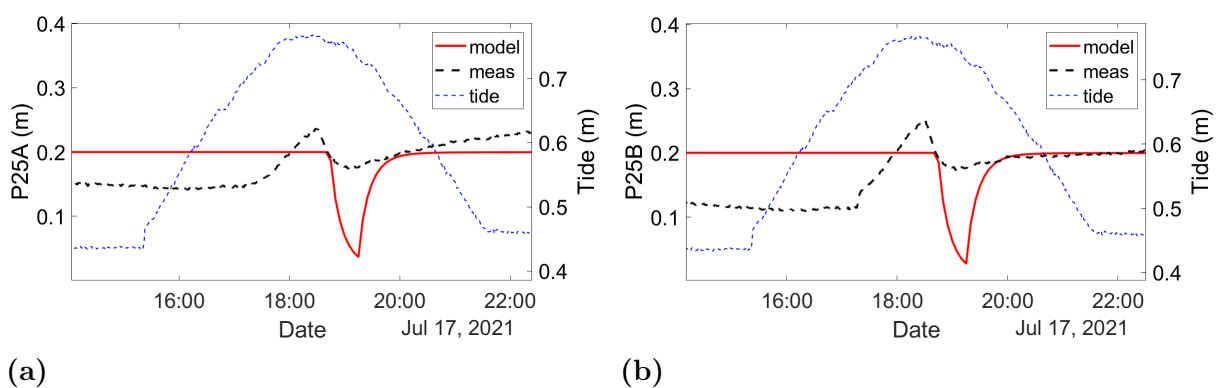 0.4
0.3
0.2
0.1
P25A (m)
model
meas
tide
0.7
0.6
0.5
0.4
Tide (m)
16:00 18:00 20:00 22:00
Date
Jul 17, 2021
(a)
0.4
0.3
0.2
0.1
P25B (m)
model
meas
tide
0.7
0.6
0.5
0.4
Tide (m)
16:00 18:00 20:00 22:00
Date
Jul 17, 2021
(b)